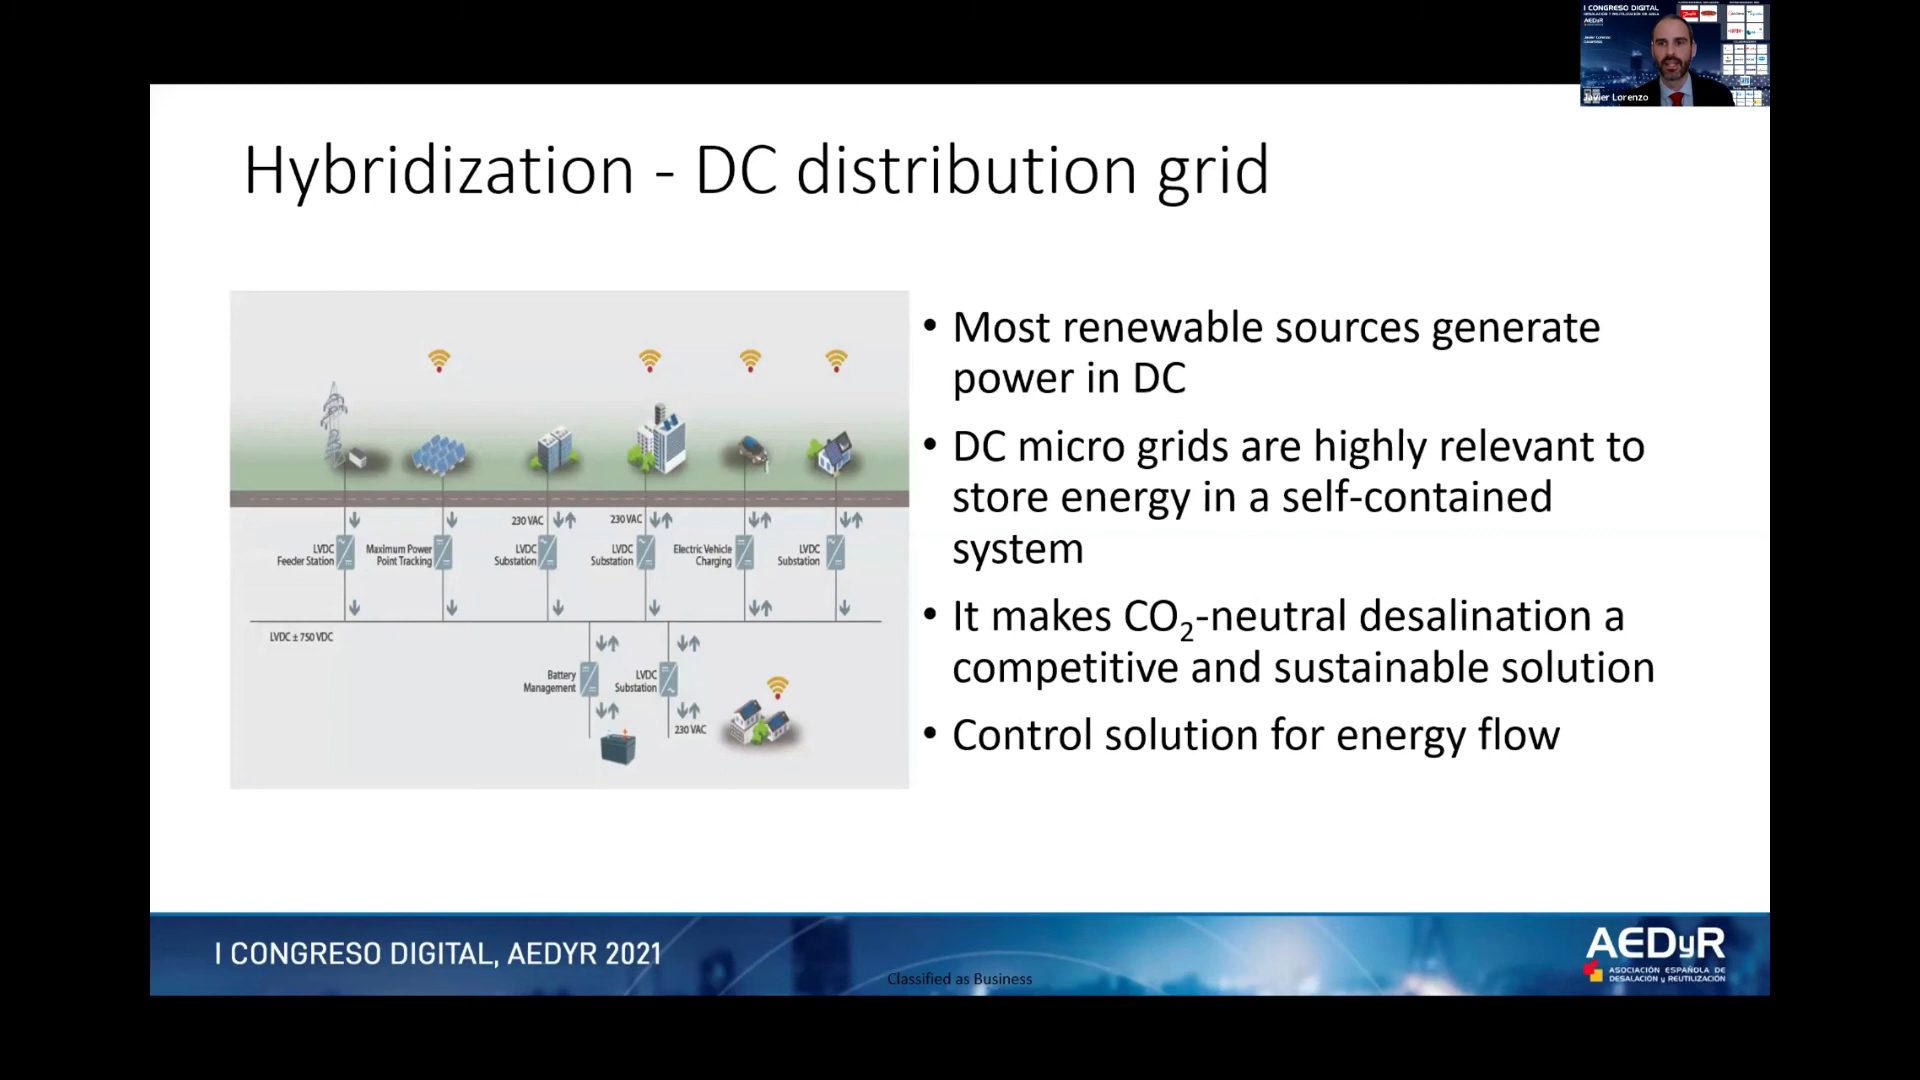 I CONGRESO DIGITAL
AEDyR
Javier Lorenzo
Javier Lorenzo
Hybridization - DC distribution grid
• Most renewable sources generate
power in DC
• DC micro grids are highly relevant to
store energy in a self-contained
system
• It makes CO₂-neutral desalination a
competitive and sustainable solution
• Control solution for energy flow
230 VAC
230 VAC
LVDC
Feeder Station
Maximum Power
Point Tracking
LVDC
Substation
LVDC
Substation
Electric Vehicle
Charging
LVDC
Substation
LVDC ± 750 VDC
Battery
Management
LVDC
Substation
230 VAC
I CONGRESO DIGITAL, AEDYR 2021
Classified as Business
AEDyR
ASOCIACIÓN ESPAÑOLA DE
DESALACIÓN y REUTILIZACIÓN